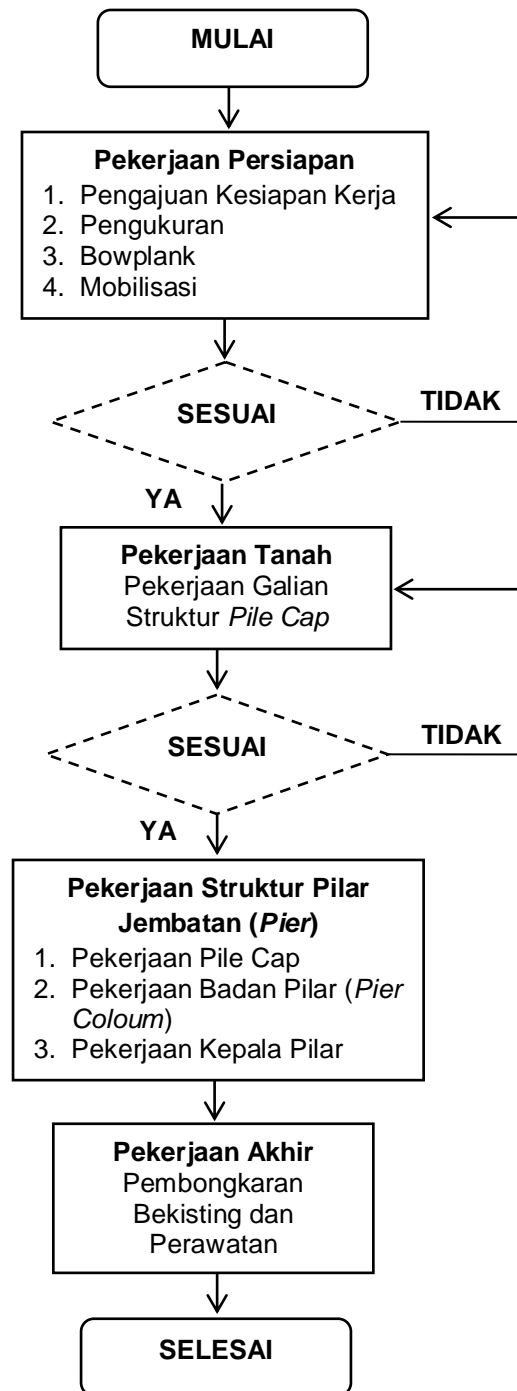 MULAI
Pekerjaan Persiapan
1. Pengajuan Kesiapan Kerja
2. Pengukuran
3. Bowplank
4. Mobilisasi
SESUAI
TIDAK
YA
Pekerjaan Tanah
Pekerjaan Galian
Struktur Pile Cap
SESUAI
TIDAK
YA
Pekerjaan Struktur Pilar
Jembatan (Pier)
1. Pekerjaan Pile Cap
2. Pekerjaan Badan Pilar (Pier
Coloum)
3. Pekerjaan Kepala Pilar
Pekerjaan Akhir
Pembongkaran
Bekisting dan
Perawatan
SELESAI